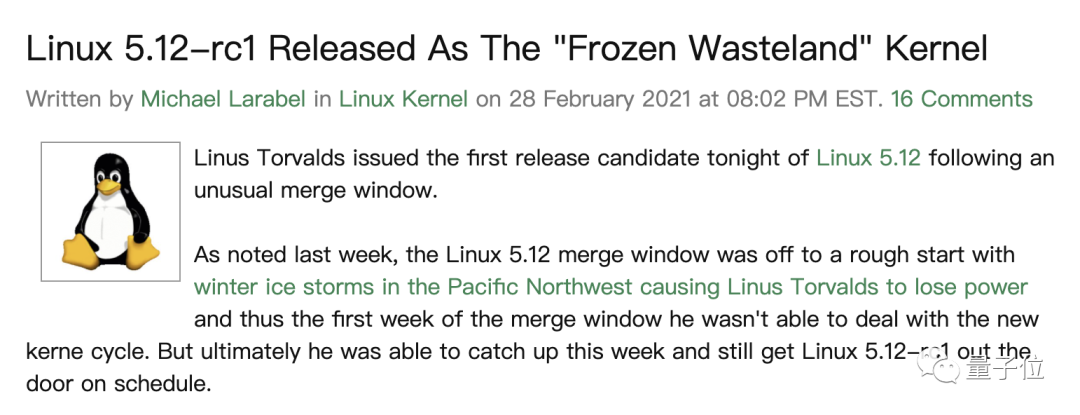 Linux 5.12-rc1 Released As The "Frozen Wasteland" Kernel
Written by Michael Larabel in Linux Kernel on 28 February 2021 at 08:02 PM EST. 16 Comments
Linus Torvalds issued the first release candidate tonight of Linux 5.12 following an
unusual merge window.
As noted last week, the Linux 5.12 merge window was off to a rough start with
winter ice storms in the Pacific Northwest causing Linus Torvalds to lose power
and thus the first week of the merge window he wasn't able to deal with the new
kerne cycle. But ultimately he was able to catch up this week and still get Linux 5.12-rc1 out the
door on schedule.
量子位